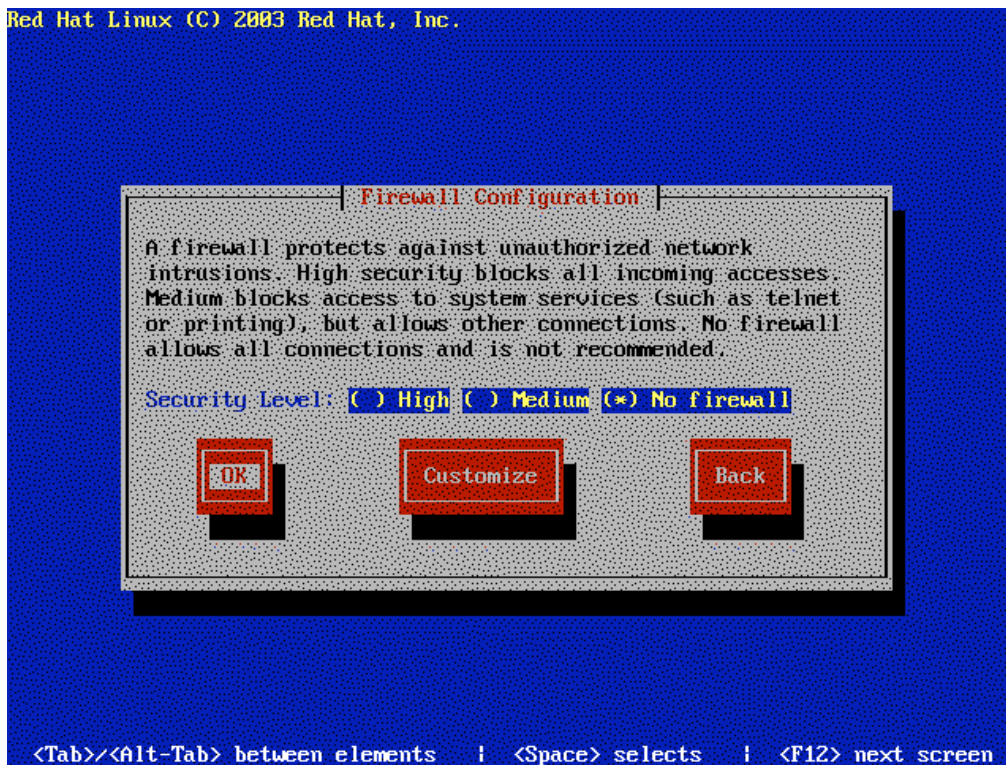 Red Hat Linux (C) 2003 Red Hat, Inc.
Firewall Configuration
A firewall protects against unauthorized network
intrusions. High security blocks all incoming accesses.
Medium blocks access to system services (such as telnet
or printing), but allows other connections. No firewall
allows all connections and is not recommended.
Security Level: ( ) High ( ) Medium (*) No firewall
OK Customize Back
<Tab>/<Alt-Tab> between elements | <Space> selects | <F12> next screen